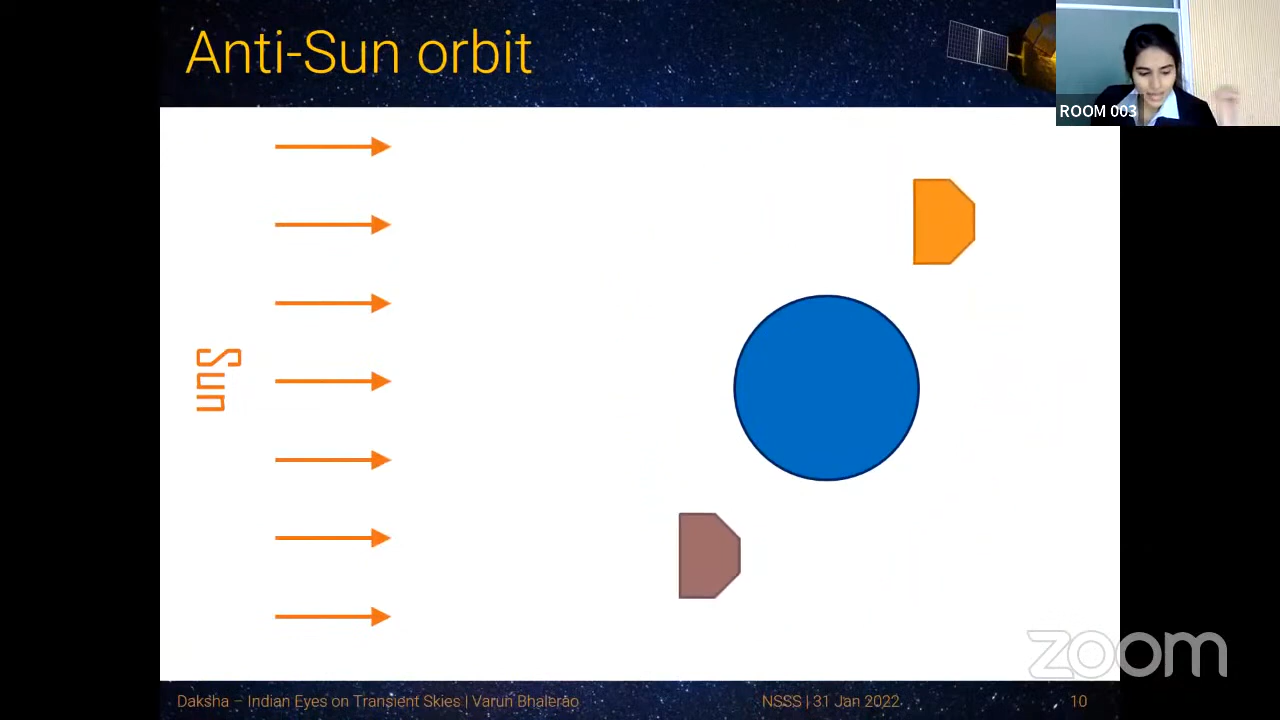 Anti-Sun orbit
ROOM 003
Sun
zoom
Daksha – Indian Eyes on Transient Skies | Varun Bhalerao
NSSS | 31 Jan 2022
10